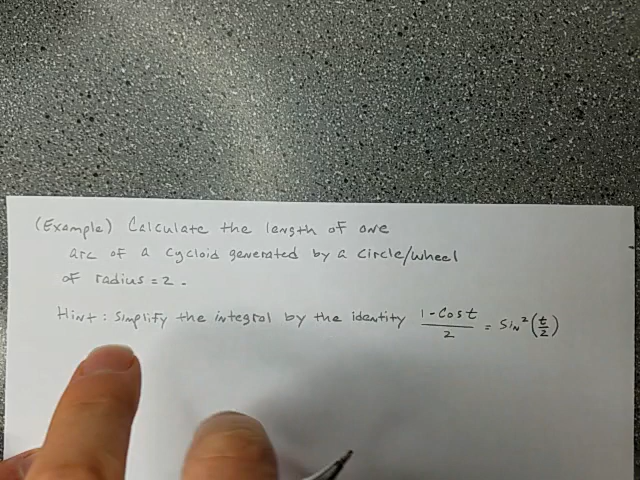 (Example) Calculate the length of one
arc of a cycloid generated by a circle/wheel
of radius = 2.
Hint: Simplify the integral by the identity (1 - Cos t)/2 = Sin²(t/2)